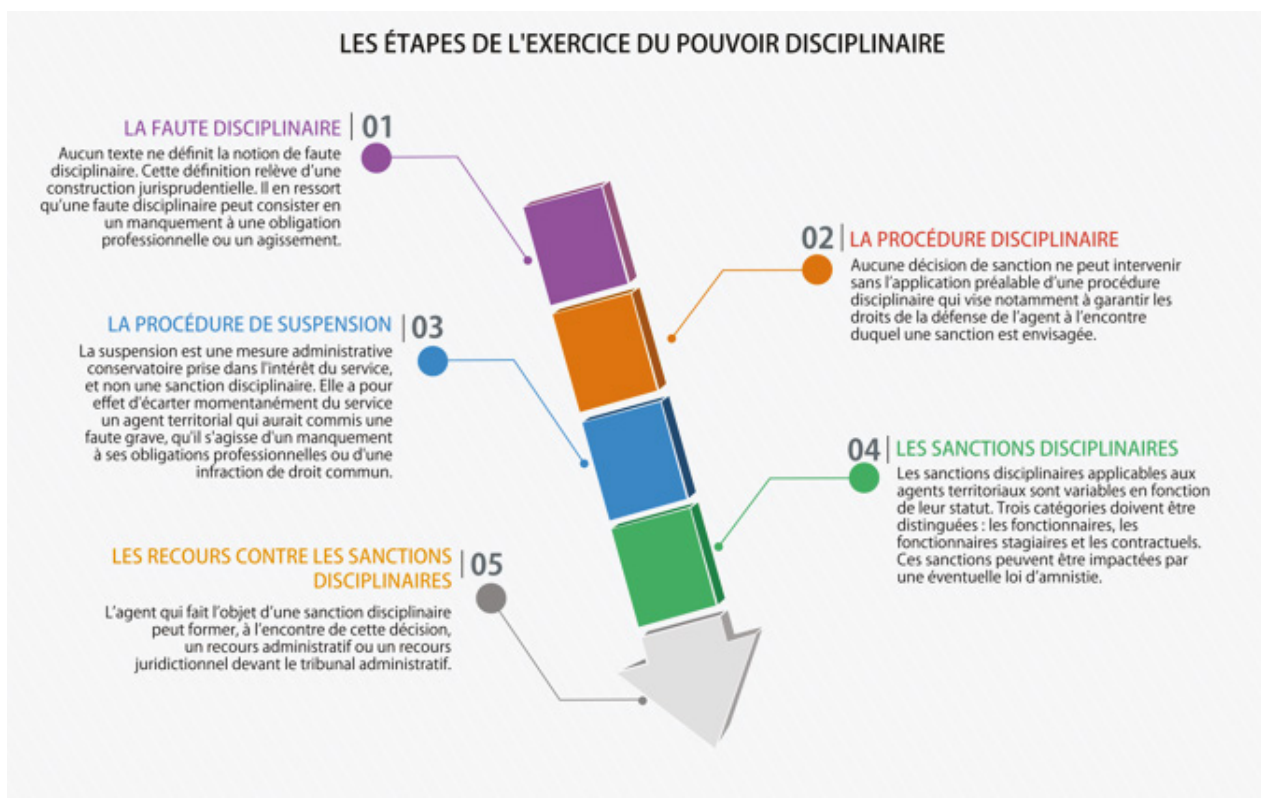 LES ÉTAPES DE L'EXERCICE DU POUVOIR DISCIPLINAIRE
LA FAUTE DISCIPLINAIRE | 01
Aucun texte ne définit la notion de faute
disciplinaire. Cette définition relève d'une
construction jurisprudentielle. Il en ressort
qu'une faute disciplinaire peut consister en
un manquement à une obligation
professionnelle ou un agissement.
02 | LA PROCÉDURE DISCIPLINAIRE
Aucune décision de sanction ne peut intervenir
sans l'application préalable d'une procédure
disciplinaire qui vise notamment à garantir les
droits de la défense de l'agent à l'encontre
duquel une sanction est envisagée.
LA PROCÉDURE DE SUSPENSION | 03
La suspension est une mesure administrative
conservatoire prise dans l'intérêt du service,
et non une sanction disciplinaire. Elle a pour
effet d'écarter momentanément du service
un agent territorial qui aurait commis une
faute grave, qu'il s'agisse d'un manquement
à ses obligations professionnelles ou d'une
infraction de droit commun.
04 | LES SANCTIONS DISCIPLINAIRES
Les sanctions disciplinaires applicables aux
agents territoriaux sont variables en fonction
de leur statut. Trois catégories doivent être
distinguées : les fonctionnaires, les
fonctionnaires stagiaires et les contractuels.
Ces sanctions peuvent être impactées par
une éventuelle loi d'amnistie.
LES RECOURS CONTRE LES SANCTIONS | 05
DISCIPLINAIRES
L'agent qui fait l'objet d'une sanction disciplinaire
peut former, à l'encontre de cette décision,
un recours administratif ou un recours
juridictionnel devant le tribunal administratif.